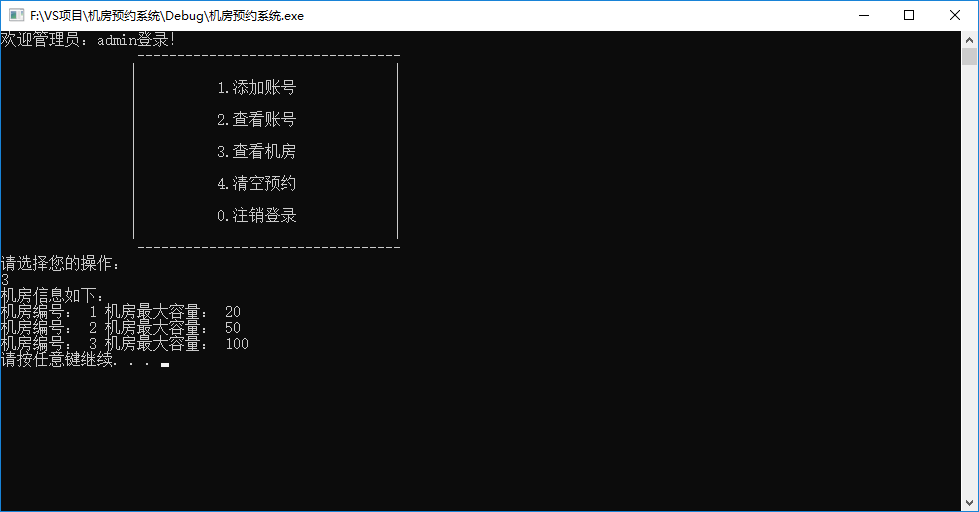 F:\VS项目\机房预约系统\Debug\机房预约系统.exe
欢迎管理员：admin登录！
1.添加账号
2.查看账号
3.查看机房
4.清空预约
0.注销登录
请选择您的操作：
3
机房信息如下：
机房编号： 1 机房最大容量： 20
机房编号： 2 机房最大容量： 50
机房编号： 3 机房最大容量： 100
请按任意键继续. . .